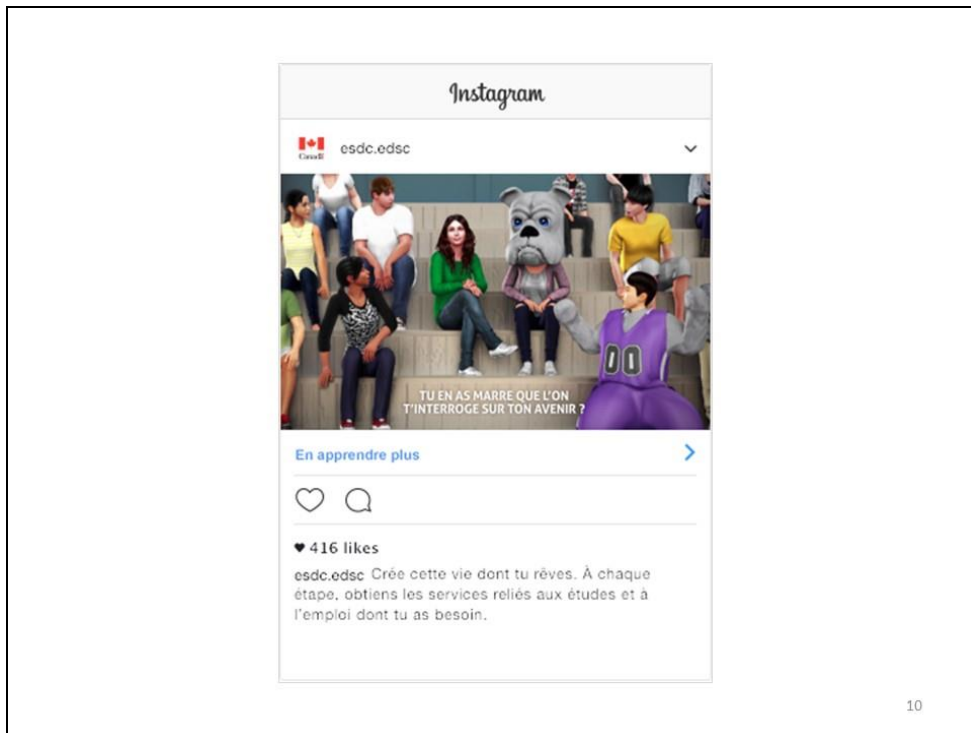 Instagram
Canada
esdc.edsc
00
TU EN AS MARRE QUE L'ON
T'INTERROGE SUR TON AVENIR ?
En apprendre plus
416 likes
esdc.edsc Crée cette vie dont tu rêves. À chaque
étape, obtiens les services reliés aux études et à
l'emploi dont tu as besoin.
10